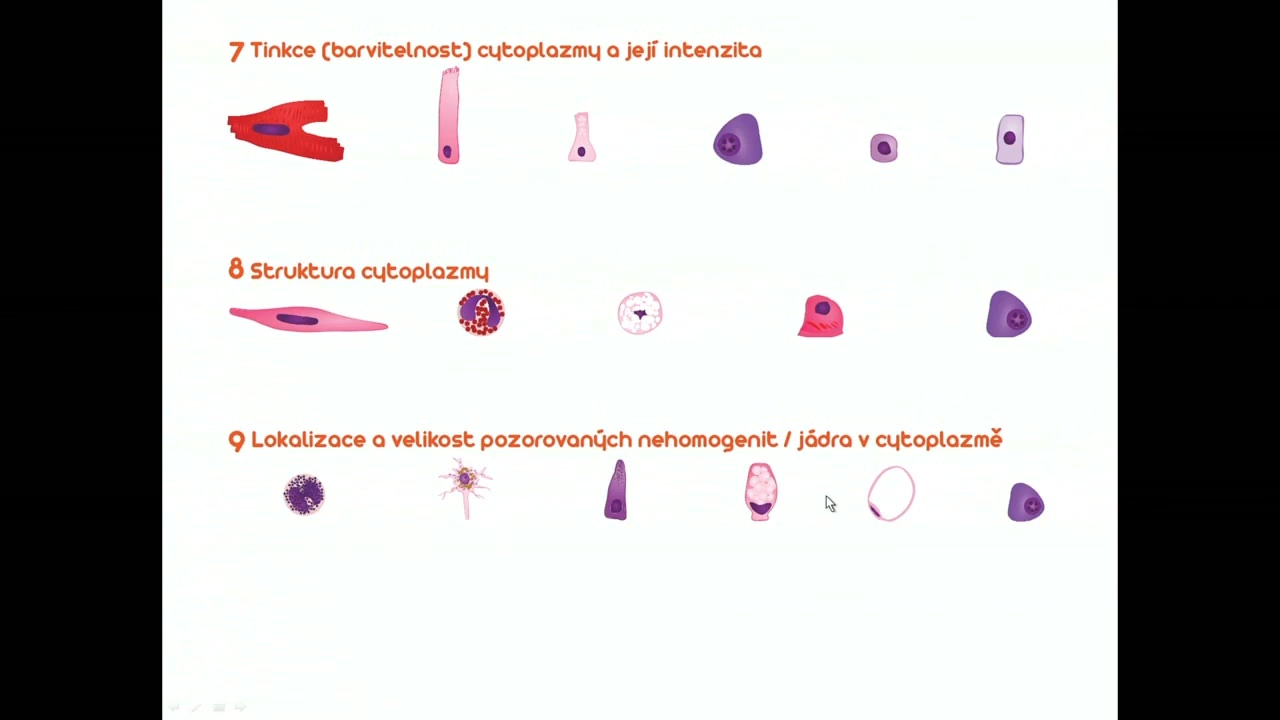 7 Tinkce (barvitelnost) cytoplazmy a její intenzita
8 Struktura cytoplazmy
9 Lokalizace a velikost pozorovaných nehomogenit / jádra v cytoplazmě